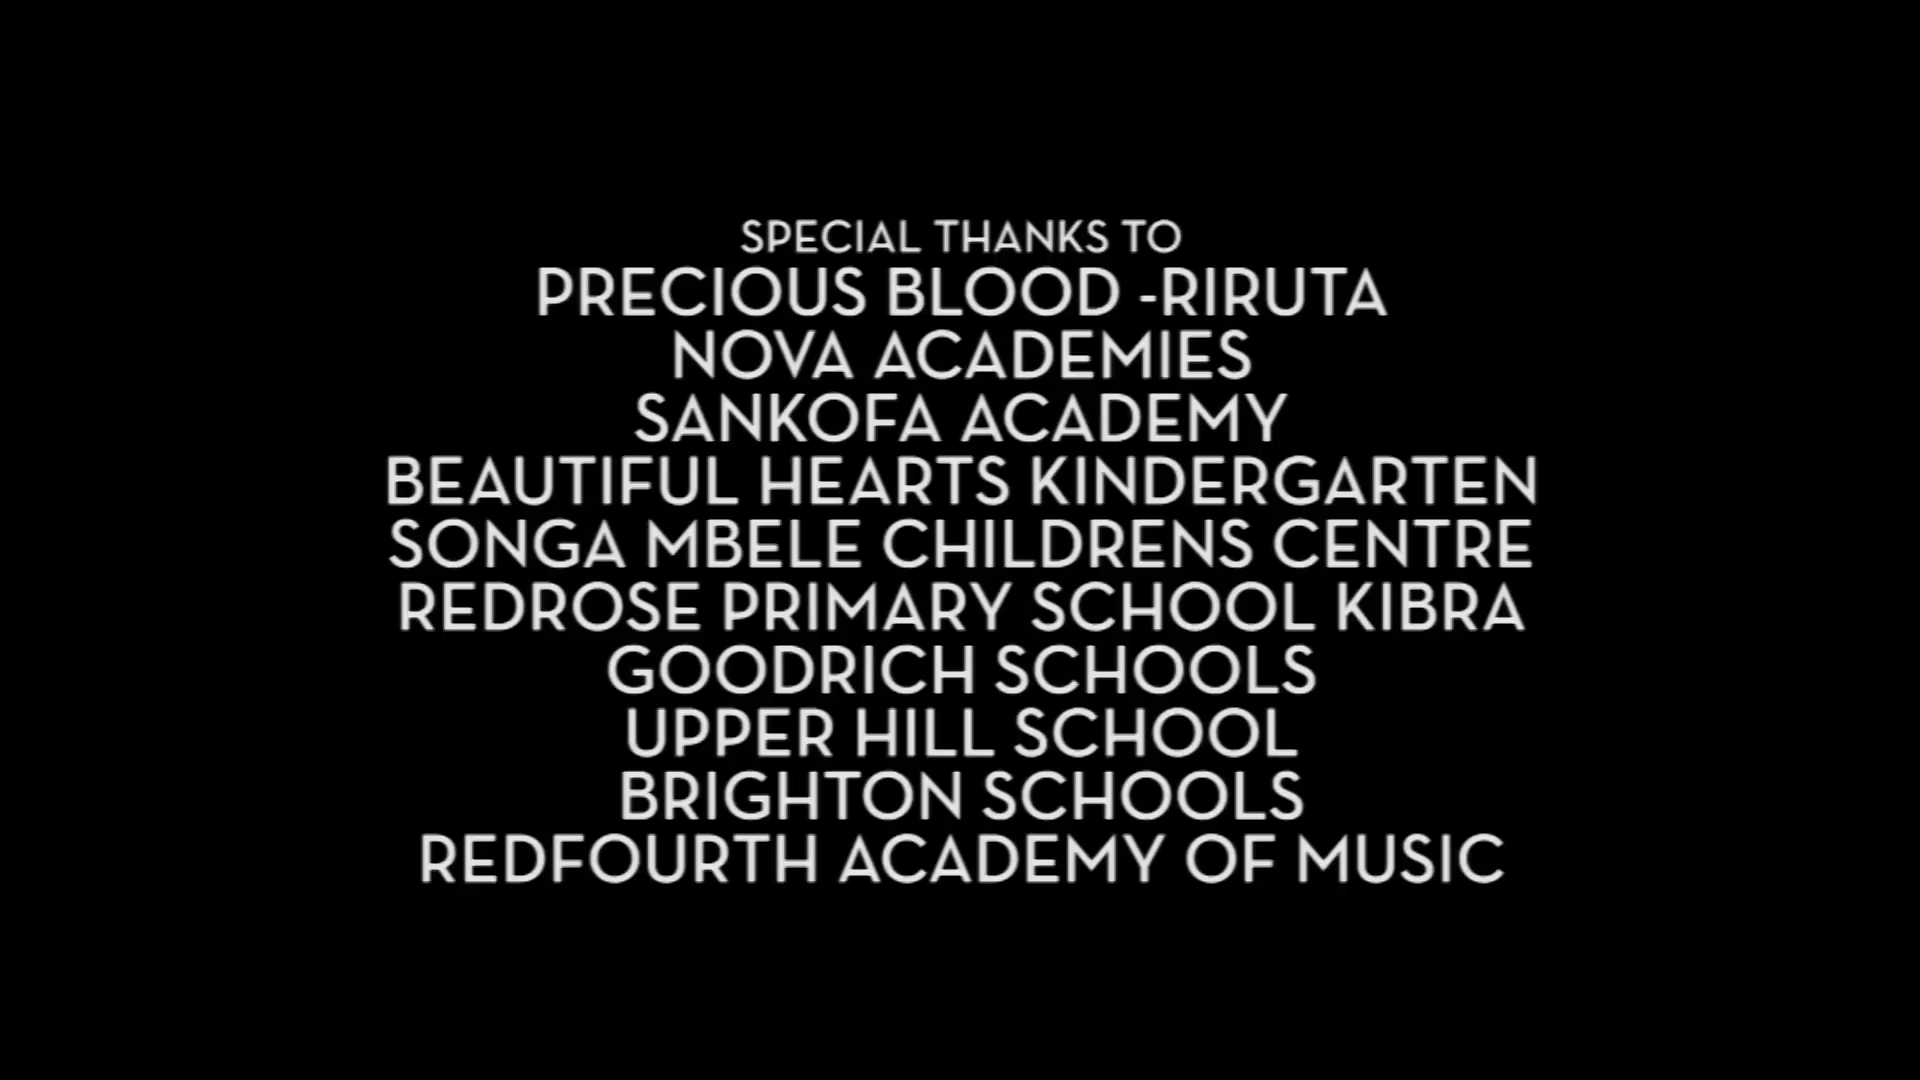 SPECIAL THANKS TO
PRECIOUS BLOOD -RIRUTA
NOVA ACADEMIES
SANKOFA ACADEMY
BEAUTIFUL HEARTS KINDERGARTEN
SONGA MBELE CHILDRENS CENTRE
REDROSE PRIMARY SCHOOL KIBRA
GOODRICH SCHOOLS
UPPER HILL SCHOOL
BRIGHTON SCHOOLS
REDFOURTH ACADEMY OF MUSIC